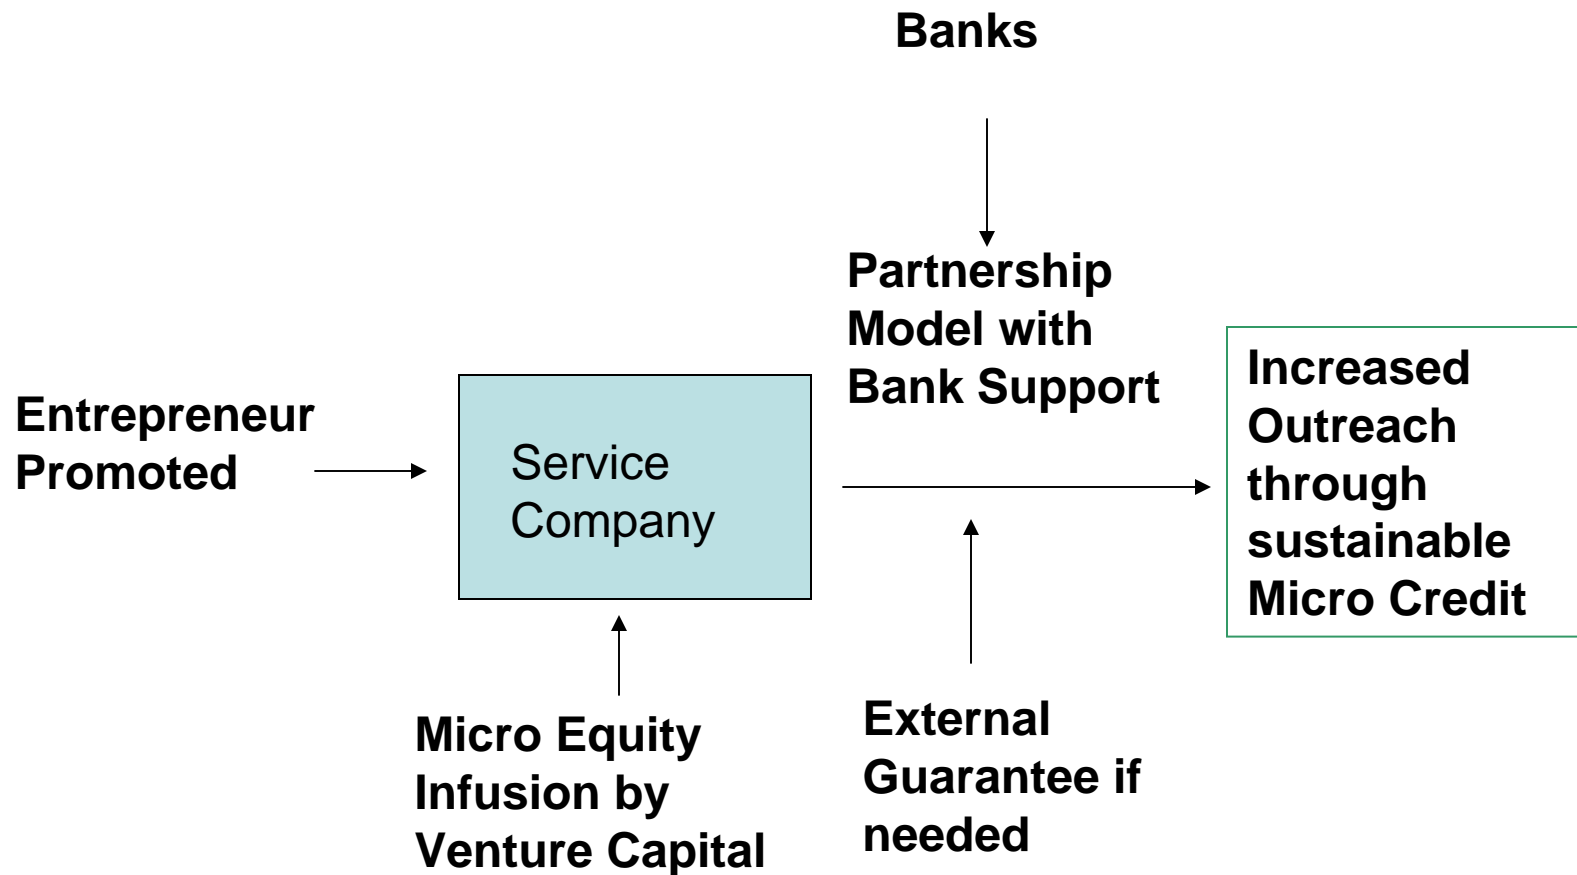 Banks
Partnership
Model with
Bank Support
Entrepreneur
Promoted
Service
Company
Increased
Outreach
through
sustainable
Micro Credit
Micro Equity
Infusion by
Venture Capital
External
Guarantee if
needed